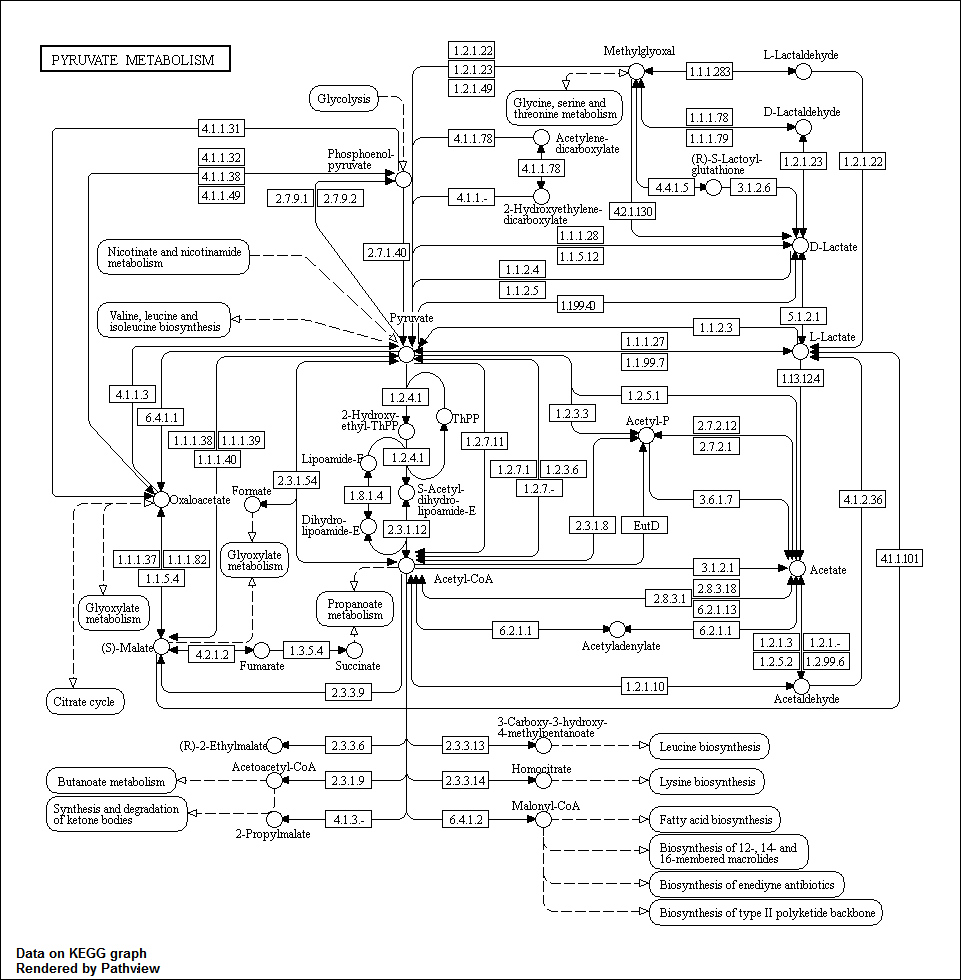 PYRUVATE METABOLISM
1.2.1.22
1.2.1.23
1.2.1.49
Methylglyoxal
1.1.1.283
L-Lactaldehyde
Glycolysis
Glycine, serine and
threonine metabolism
1.1.1.78
1.1.1.79
D-Lactaldehyde
4.1.1.31
4.1.1.32
4.1.1.38
4.1.1.49
Phosphoenol-
pyruvate
4.1.1.78
Acetylene-
dicarboxylate
4.1.1.78
(R)-S-Lactoyl-
glutathione
1.2.1.23
1.2.1.22
2.7.9.1
2.7.9.2
4.1.1.-
2-Hydroxyethylene-
dicarboxylate
4.4.1.5
3.1.2.6
4.2.1.130
1.1.1.28
1.1.5.12
D-Lactate
Nicotinate and nicotinamide
metabolism
2.7.1.40
1.1.2.4
1.1.2.5
1.1.99.40
Valine, leucine and
isoleucine biosynthesis
Pyruvate
5.1.2.1
1.1.2.3
1.1.1.27
1.1.99.7
L-Lactate
1.13.12.4
4.1.1.3
6.4.1.1
1.2.4.1
1.2.5.1
1.2.3.3
2-Hydroxy-
ethyl-ThPP
ThPP
Acetyl-P
2.7.2.12
2.7.2.1
1.1.1.38
1.1.1.39
1.1.1.40
1.2.7.11
Lipoamide-E
1.2.4.1
1.2.7.1
1.2.3.6
1.2.7.-
2.3.1.54
Oxaloacetate
Formate
1.8.1.4
S-Acetyl-
dihydro-
lipoamide-E
3.6.1.7
4.1.2.36
Dihydro-
lipoamide-E
2.3.1.12
2.3.1.8
EutD
1.1.1.37
1.1.1.82
1.1.5.4
Glyoxylate
metabolism
4.1.1.101
Acetyl-CoA
3.1.2.1
Acetate
2.8.3.18
2.8.3.1
6.2.1.13
Glyoxylate
metabolism
Propanoate
metabolism
6.2.1.1
6.2.1.1
Acetyladenylate
(S)-Malate
4.2.1.2
Fumarate
1.3.5.4
Succinate
1.2.1.3
1.2.1.-
1.2.5.2
1.2.99.6
2.3.3.9
1.2.1.10
Acetaldehyde
Citrate cycle
(R)-2-Ethylmalate
2.3.3.6
2.3.3.13
3-Carboxy-3-hydroxy-
4-methylpentanoate
Leucine biosynthesis
Butanoate metabolism
Acetoacetyl-CoA
2.3.1.9
2.3.3.14
Homocitrate
Lysine biosynthesis
Synthesis and degradation
of ketone bodies
2-Propylmalate
4.1.3.-
6.4.1.2
Malonyl-CoA
Fatty acid biosynthesis
Biosynthesis of 12-, 14- and
16-membered macrolides
Biosynthesis of enediyne antibiotics
Biosynthesis of type II polyketide backbone
Data on KEGG graph
Rendered by Pathview